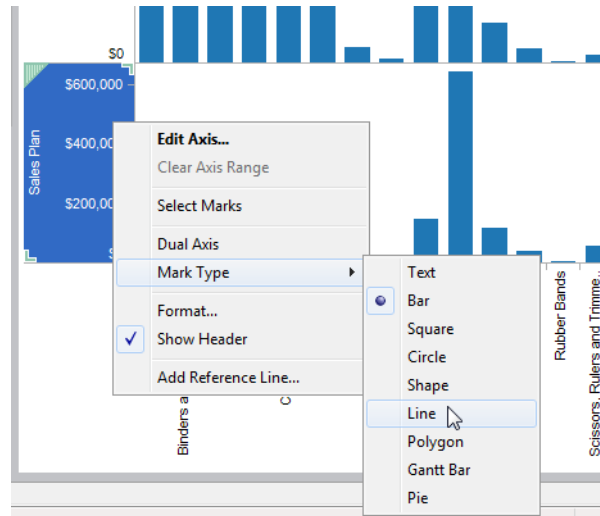 $0
$600,000
$400,00
$200,00
Sales Plan
Edit Axis...
Clear Axis Range
Select Marks
Dual Axis
Mark Type
Format...
Show Header
Add Reference Line...
Text
Bar
Square
Circle
Shape
Line
Polygon
Gantt Bar
Pie
Binders a
C
Rubber Bands
Scissors, Rulers and Trimme...